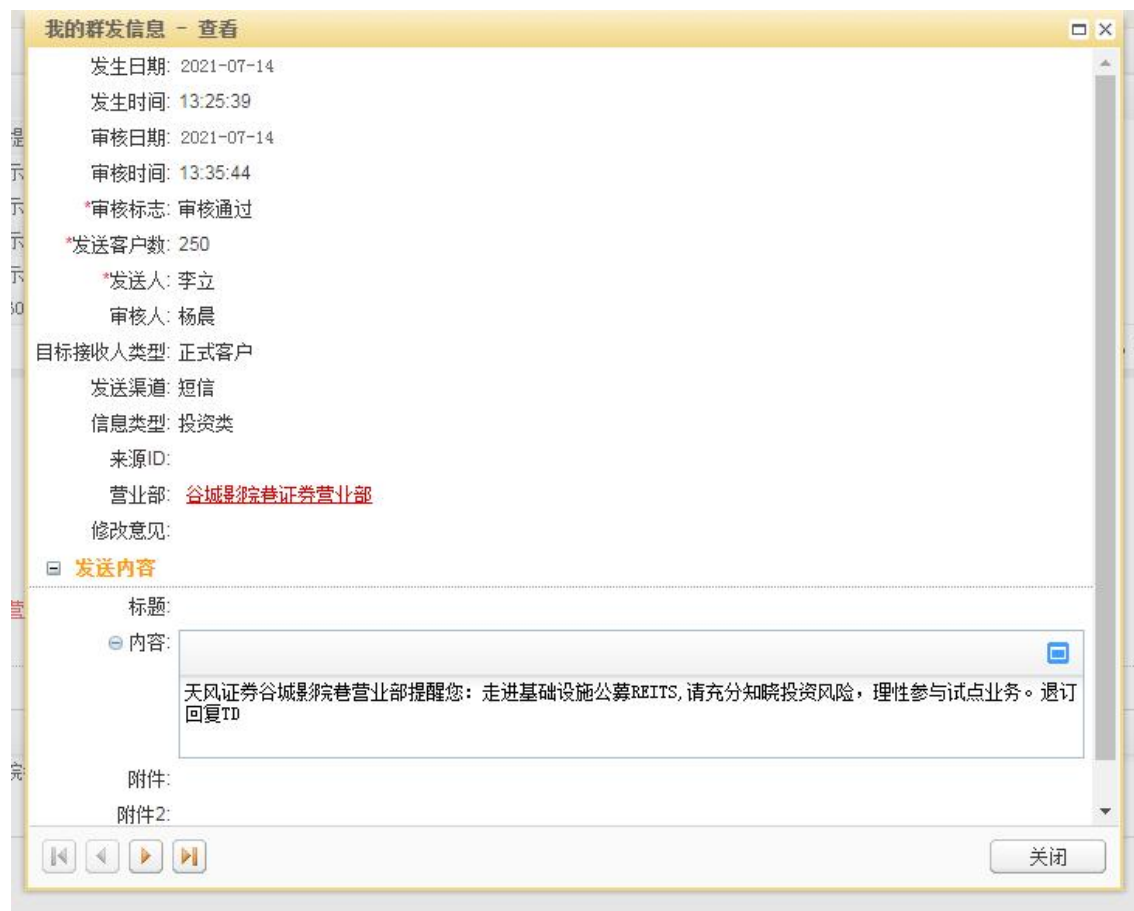 我的群发信息 - 查看
发生日期: 2021-07-14
发生时间: 13:25:39
审核日期: 2021-07-14
审核时间: 13:35:44
*审核标志: 审核通过
*发送客户数: 250
*发送人: 李立
审核人: 杨晨
目标接收人类型: 正式客户
发送渠道: 短信
信息类型: 投资类
来源ID:
营业部: 谷城影院巷证券营业部
修改意见:
发送内容
标题:
内容:
天风证券谷城影院巷营业部提醒您：走进基础设施公募REITS,请充分知晓投资风险，理性参与试点业务。退订
回复TD
附件:
附件2:
关闭